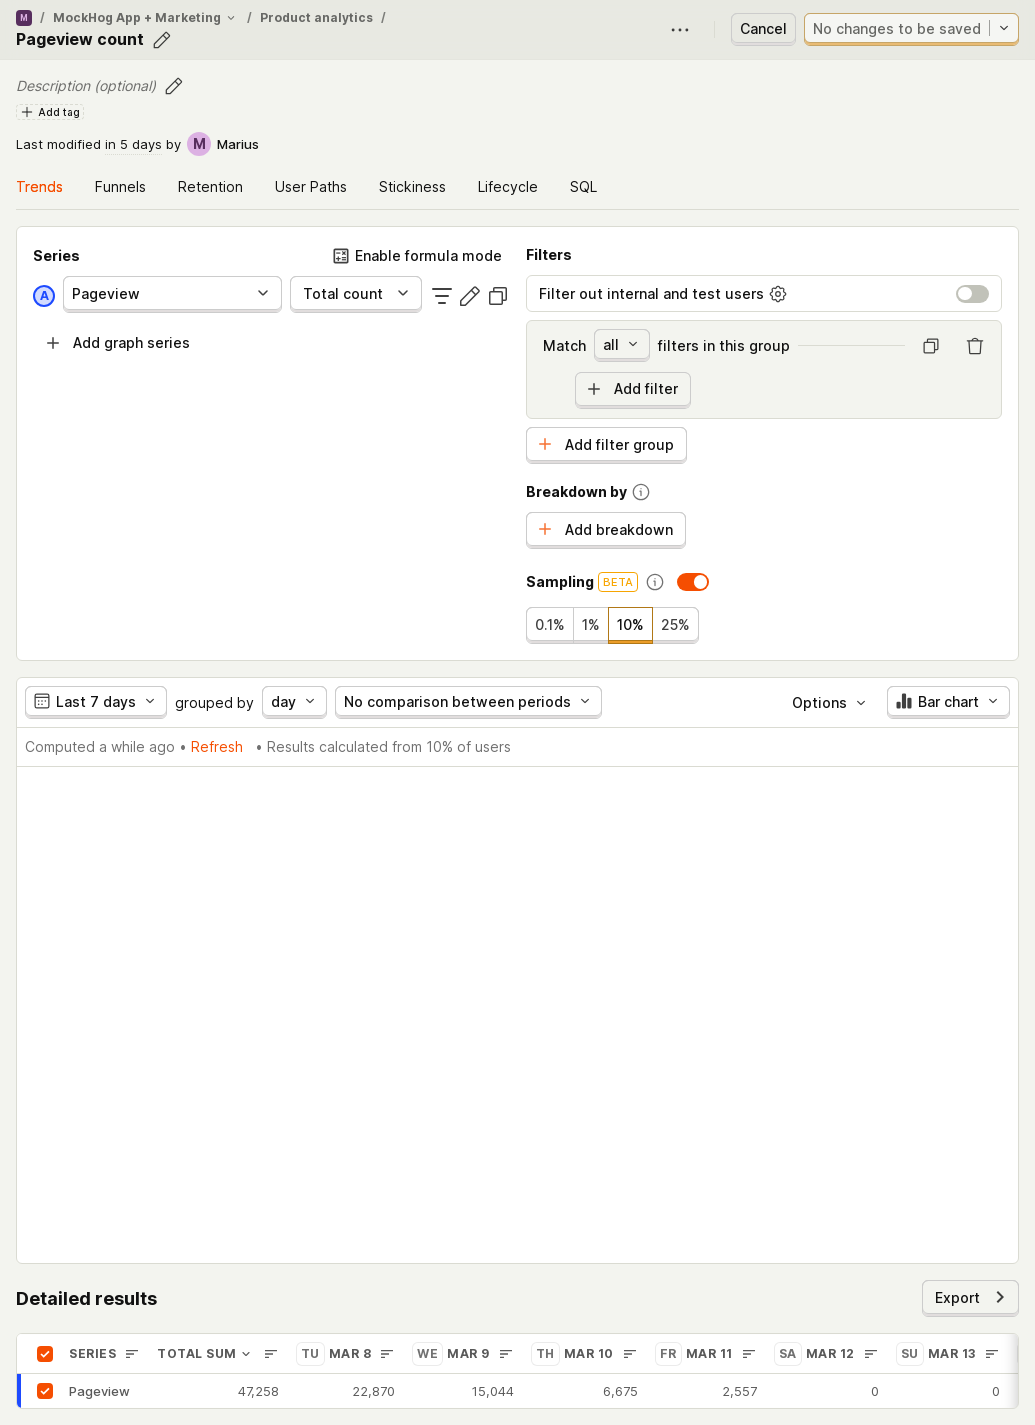 M / MockHog App + Marketing / Product analytics /
Pageview count
Cancel
No changes to be saved
Description (optional)
Add tag
Last modified in 5 days by M Marius
Trends Funnels Retention User Paths Stickiness Lifecycle SQL
Series
Enable formula mode
A Pageview Total count
Add graph series
Filters
Filter out internal and test users
Match all filters in this group
Add filter
Add filter group
Breakdown by
Add breakdown
Sampling BETA
0.1% 1% 10% 25%
Last 7 days grouped by day No comparison between periods Options Bar chart
Computed a while ago • Refresh • Results calculated from 10% of users
Detailed results
Export
SERIES TOTAL SUM TU MAR 8 WE MAR 9 TH MAR 10 FR MAR 11 SA MAR 12 SU MAR 13
Pageview 47,258 22,870 15,044 6,675 2,557 0 0